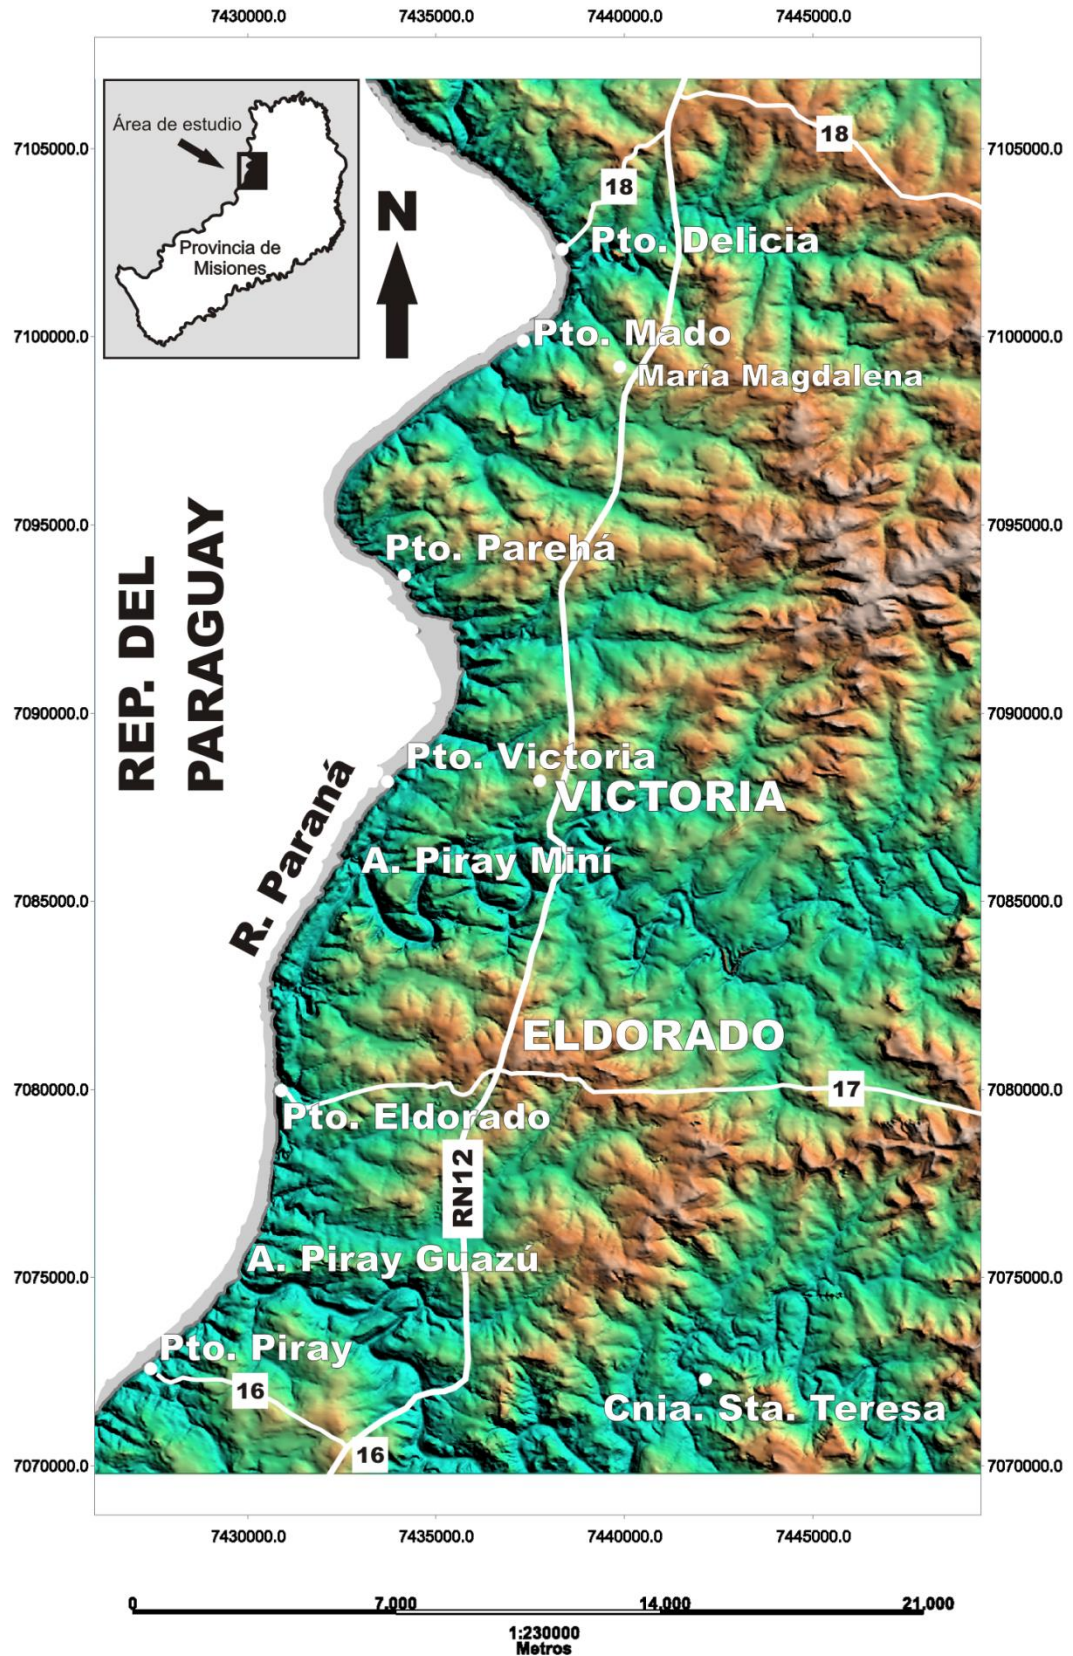 7430000.0 7435000.0 7440000.0 7445000.0
Área de estudio
Provincia de
Misiones
N
7105000.0
7105000.0
18
18
Pto. Delicia
7100000.0
7100000.0
Pto. Mado
María Magdalena
7095000.0
7095000.0
Pto. Parehá
REP. DEL
PARAGUAY
7090000.0
7090000.0
Pto. Victoria
VICTORIA
R. Paraná
A. Piray Miní
7085000.0
7085000.0
ELDORADO
7080000.0
7080000.0
17
Pto. Eldorado
RN12
A. Piray Guazú
7075000.0
7075000.0
Pto. Piray
16
Cnia. Sta. Teresa
16
7070000.0
7070000.0
7430000.0 7435000.0 7440000.0 7445000.0
0 7.000 14.000 21.000
1:230000
Metros